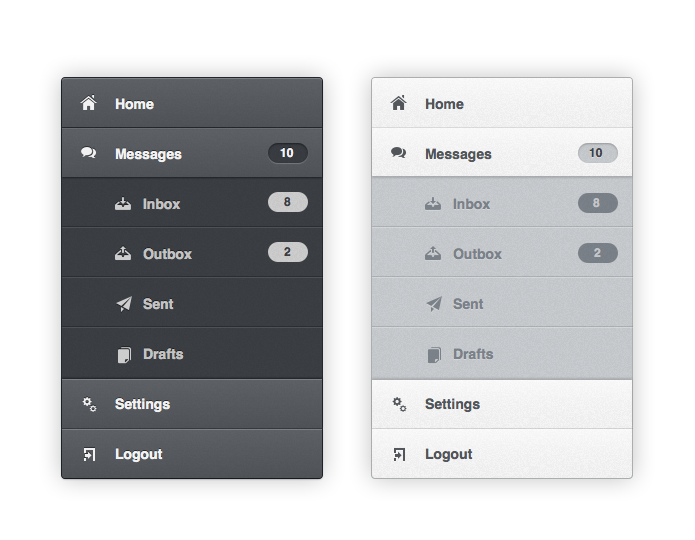 Home
Messages 10
Inbox 8
Outbox 2
Sent
Drafts
Settings
Logout
Home
Messages 10
Inbox 8
Outbox 2
Sent
Drafts
Settings
Logout